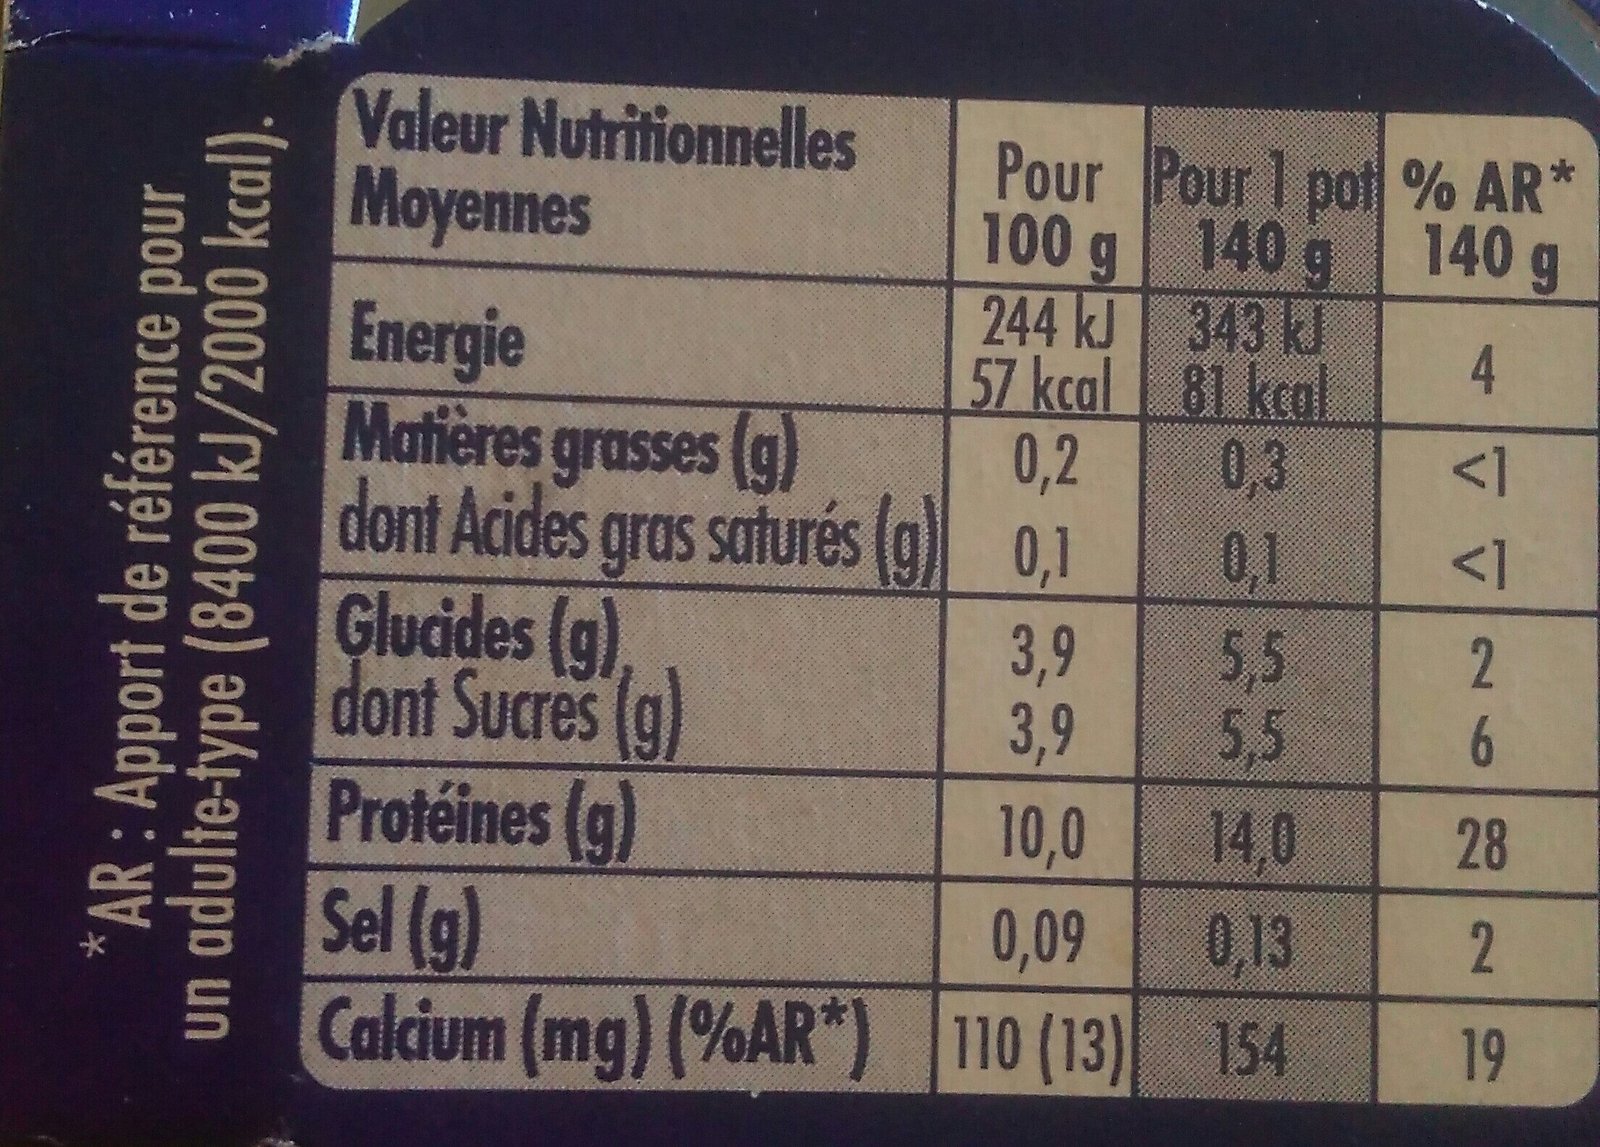 *AR : Apport de référence pour
un adulte-type (8400 kJ/2000 kcal).
Valeur Nutritionnelles
Moyennes
Pour
100 g
Pour 1 pot
140 g
% AR*
140 g
Energie
244 kJ
57 kcal
343 kJ
81 kcal
4
Matières grasses (g) 0,2 0,3 <1
dont Acides gras saturés (g) 0,1 0,1 <1
Glucides (g), 3,9 5,5 2
dont Sucres (g) 3,9 5,5 6
Protéines (g) 10,0 14,0 28
Sel (g) 0,09 0,13 2
Calcium (mg) (%AR*) 110 (13) 154 19